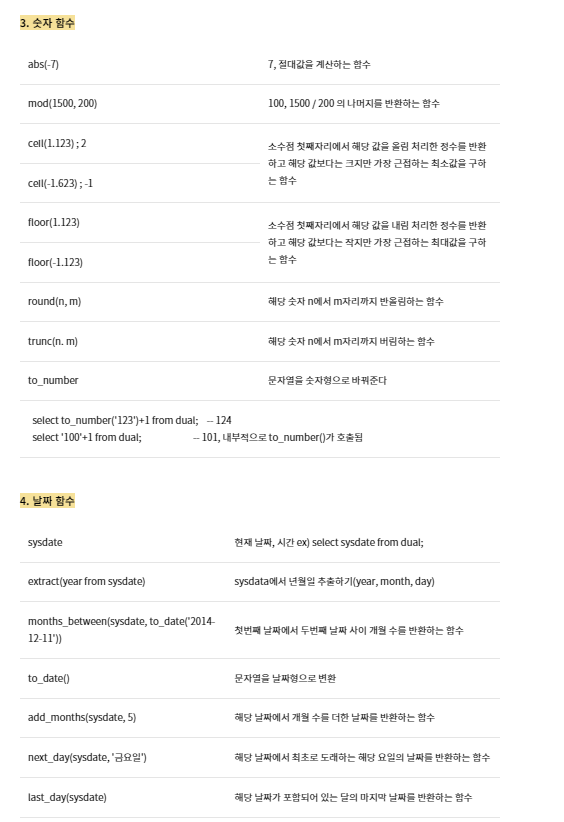 3. 숫자 함수
abs(-7)
7, 절대값을 계산하는 함수
mod(1500, 200)
100, 1500 / 200 의 나머지를 반환하는 함수
cell(1.123) ; 2
cell(-1.623) ; -1
소수점 첫째자리에서 해당 값을 올림 처리한 정수를 반환
하고 해당 값보다는 크지만 가장 근접하는 최소값을 구하
는 함수
floor(1.123)
floor(-1.123)
소수점 첫째자리에서 해당 값을 내림 처리한 정수를 반환
하고 해당 값보다는 작지만 가장 근접하는 최대값을 구하
는 함수
round(n, m)
해당 숫자 n에서 m자리까지 반올림하는 함수
trunc(n. m)
해당 숫자 n에서 m자리까지 버림하는 함수
to_number
문자열을 숫자형으로 바꿔준다
select to_number('123')+1 from dual; -- 124
select '100'+1 from dual; -- 101, 내부적으로 to_number()가 호출됨
4. 날짜 함수
sysdate
현재 날짜, 시간 ex) select sysdate from dual;
extract(year from sysdate)
sysdata에서 년월일 추출하기(year, month, day)
months_between(sysdate, to_date('2014-
12-11'))
첫번째 날짜에서 두번째 날짜 사이 개월 수를 반환하는 함수
to_date()
문자열을 날짜형으로 변환
add_months(sysdate, 5)
해당 날짜에서 개월 수를 더한 날짜를 반환하는 함수
next_day(sysdate, '금요일')
해당 날짜에서 최초로 도래하는 해당 요일의 날짜를 반환하는 함수
last_day(sysdate)
해당 날짜가 포함되어 있는 달의 마지막 날짜를 반환하는 함수